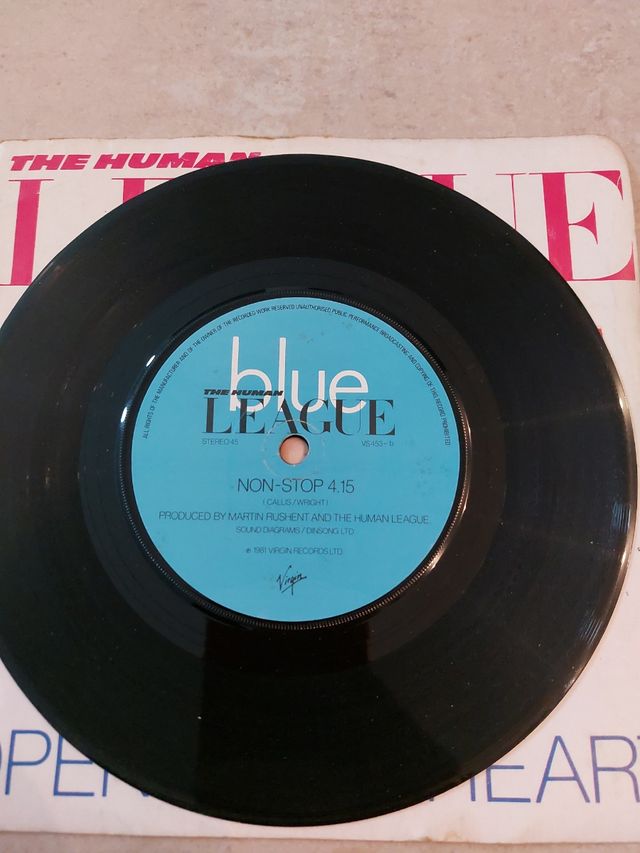 THE HUMAN
L UE
ALL RIGHTS OF THE MANUFACTURER AND OF THE OWNER OF THE RECORDED WORK RESERVED UNAUTHORISED PUBLIC PERFORMANCE BROADCASTING AND COPYING OF THIS RECORD PROHIBITED
blue
THE HUMAN
LEAGUE
STEREO 45 VS453-b
NON-STOP 4.15
(CALLIS/WRIGHT)
PRODUCED BY MARTIN RUSHENT AND THE HUMAN LEAGUE
SOUND DIAGRAMS/DINSONG LTD
℗ 1981 VIRGIN RECORDS LTD
Virgin
OPEN HEART